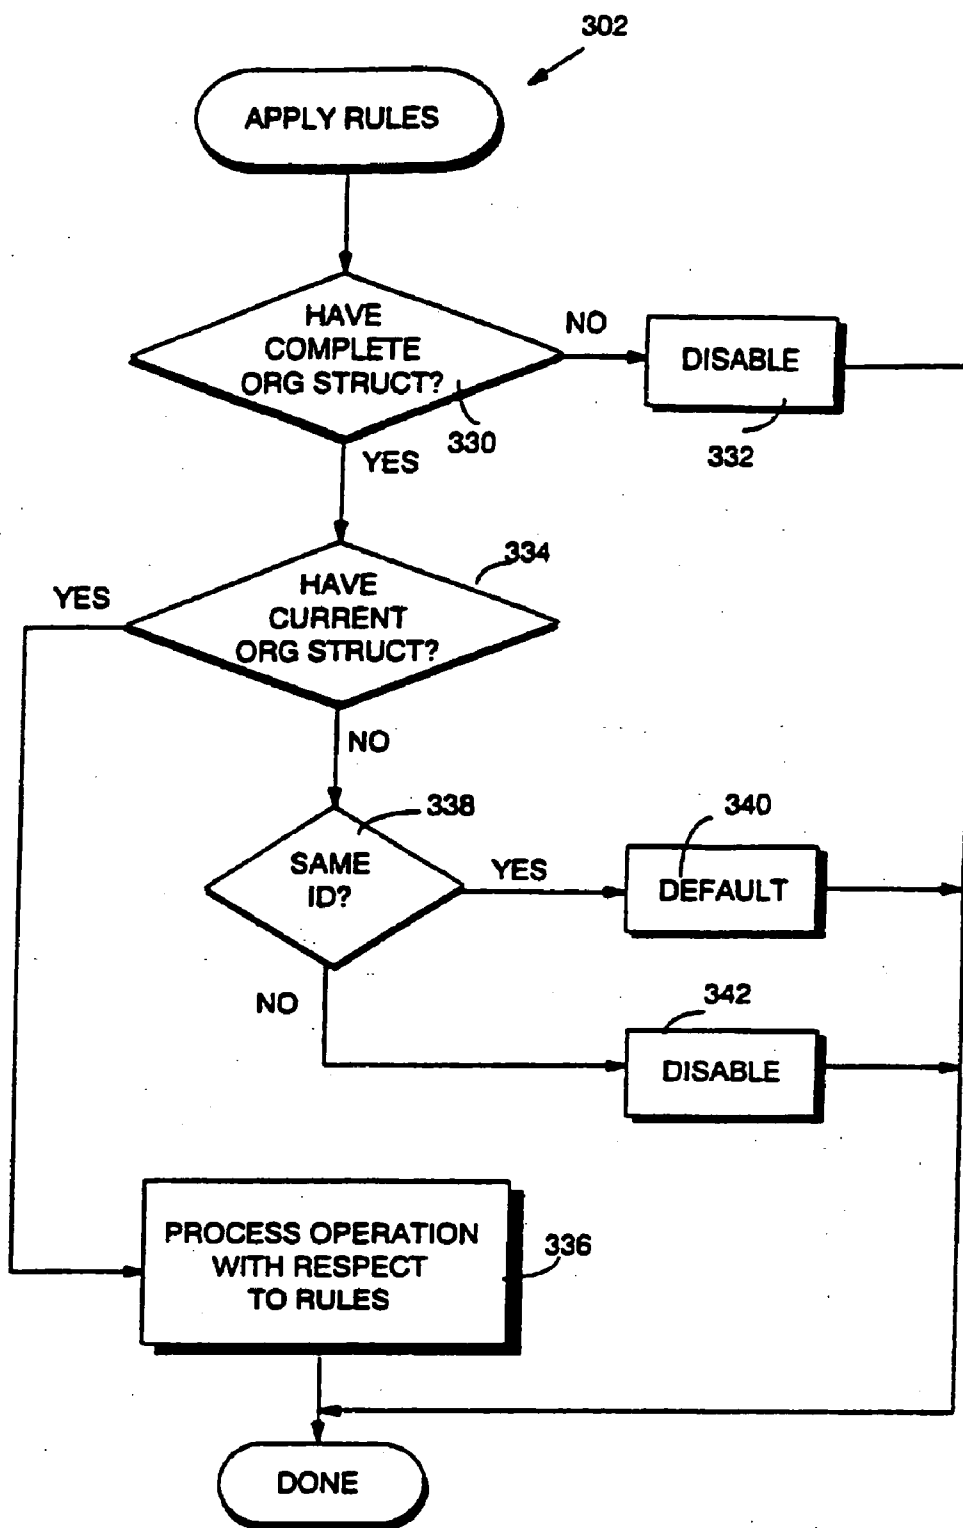 302
APPLY RULES
HAVE
COMPLETE
ORG STRUCT?
330
NO
DISABLE
332
YES
334
HAVE
CURRENT
ORG STRUCT?
YES
NO
338
SAME
ID?
YES
340
DEFAULT
NO
342
DISABLE
PROCESS OPERATION
WITH RESPECT
TO RULES
336
DONE